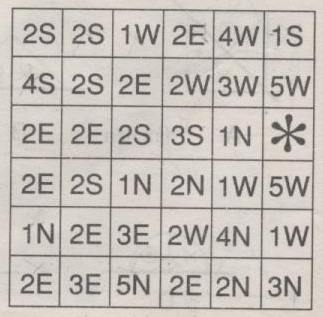 2S 2S 1W 2E 4W 1S
4S 2S 2E 2W 3W 5W
2E 2E 2S 3S 1N *
2E 2S 1N 2N 1W 5W
1N 2E 3E 2W 4N 1W
2E 3E 5N 2E 2N 3N